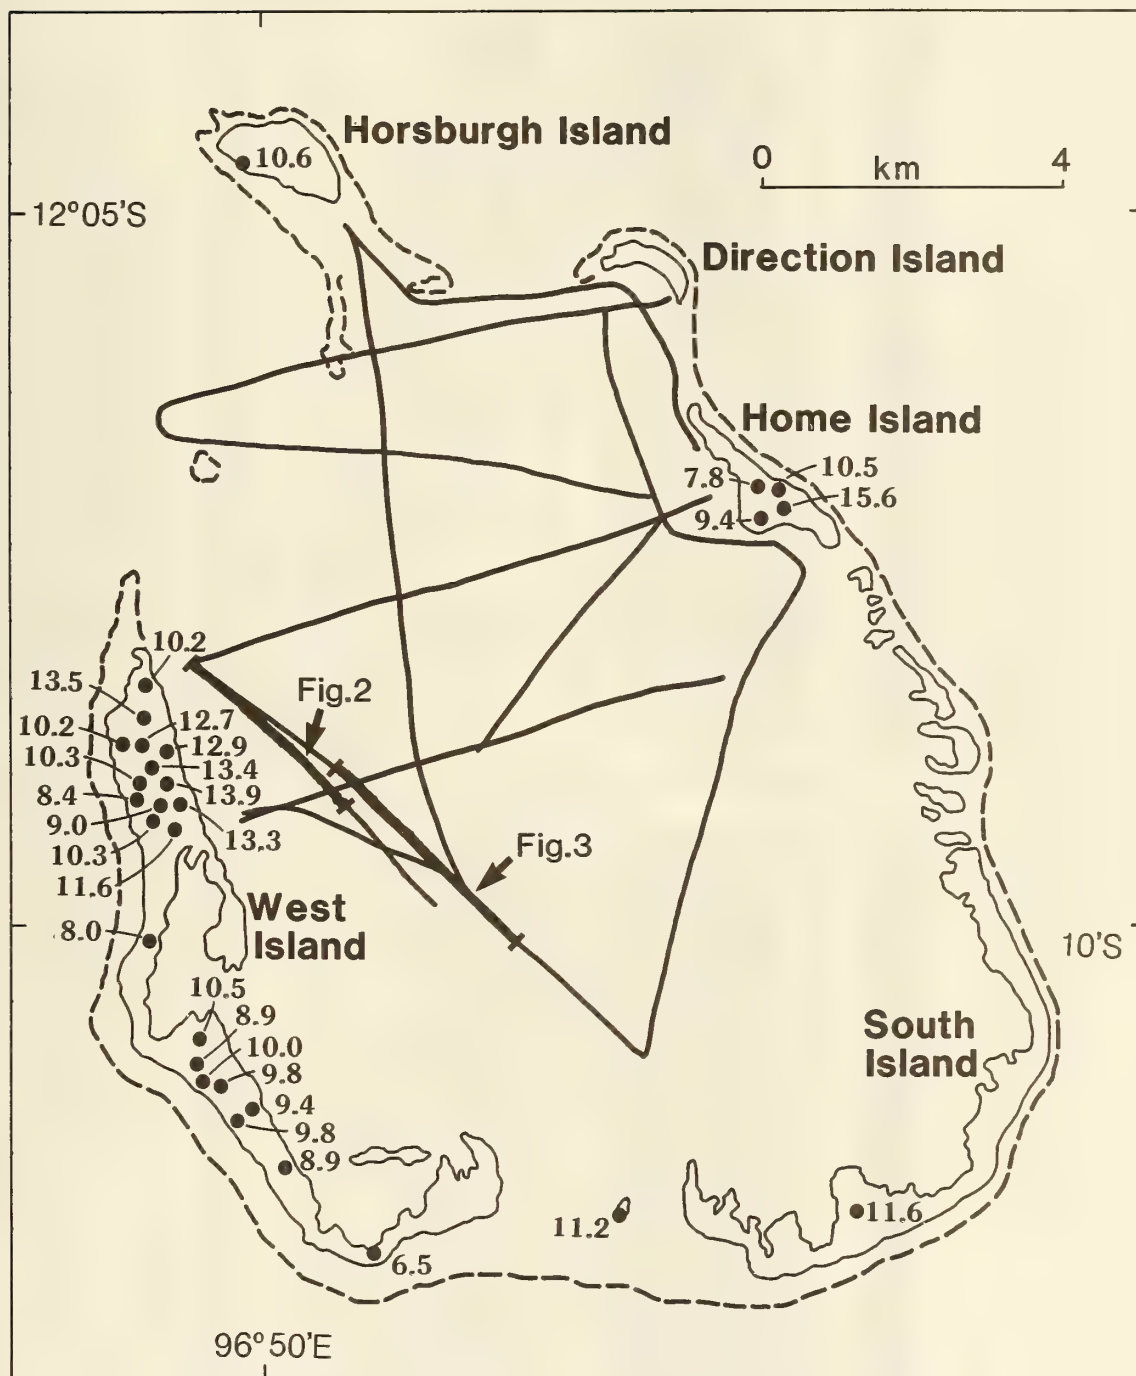 Horsburgh Island
10.6
0 4
km
12°05'S
Direction Island
Home Island
7.8
10.5
15.6
9.4
10.2
13.5
Fig.2
10.2
12.7
12.9
10.3
13.4
8.4
13.9
9.0
13.3
10.3
Fig.3
11.6
West
Island
8.0
10'S
10.5
8.9
South
Island
10.0
9.8
9.4
9.8
8.9
11.2
11.6
6.5
96°50'E